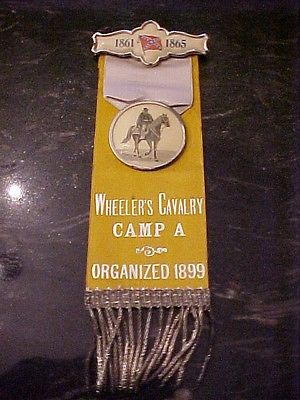 1861 1865
WHEELER'S CAVALRY
CAMP A
ORGANIZED 1899